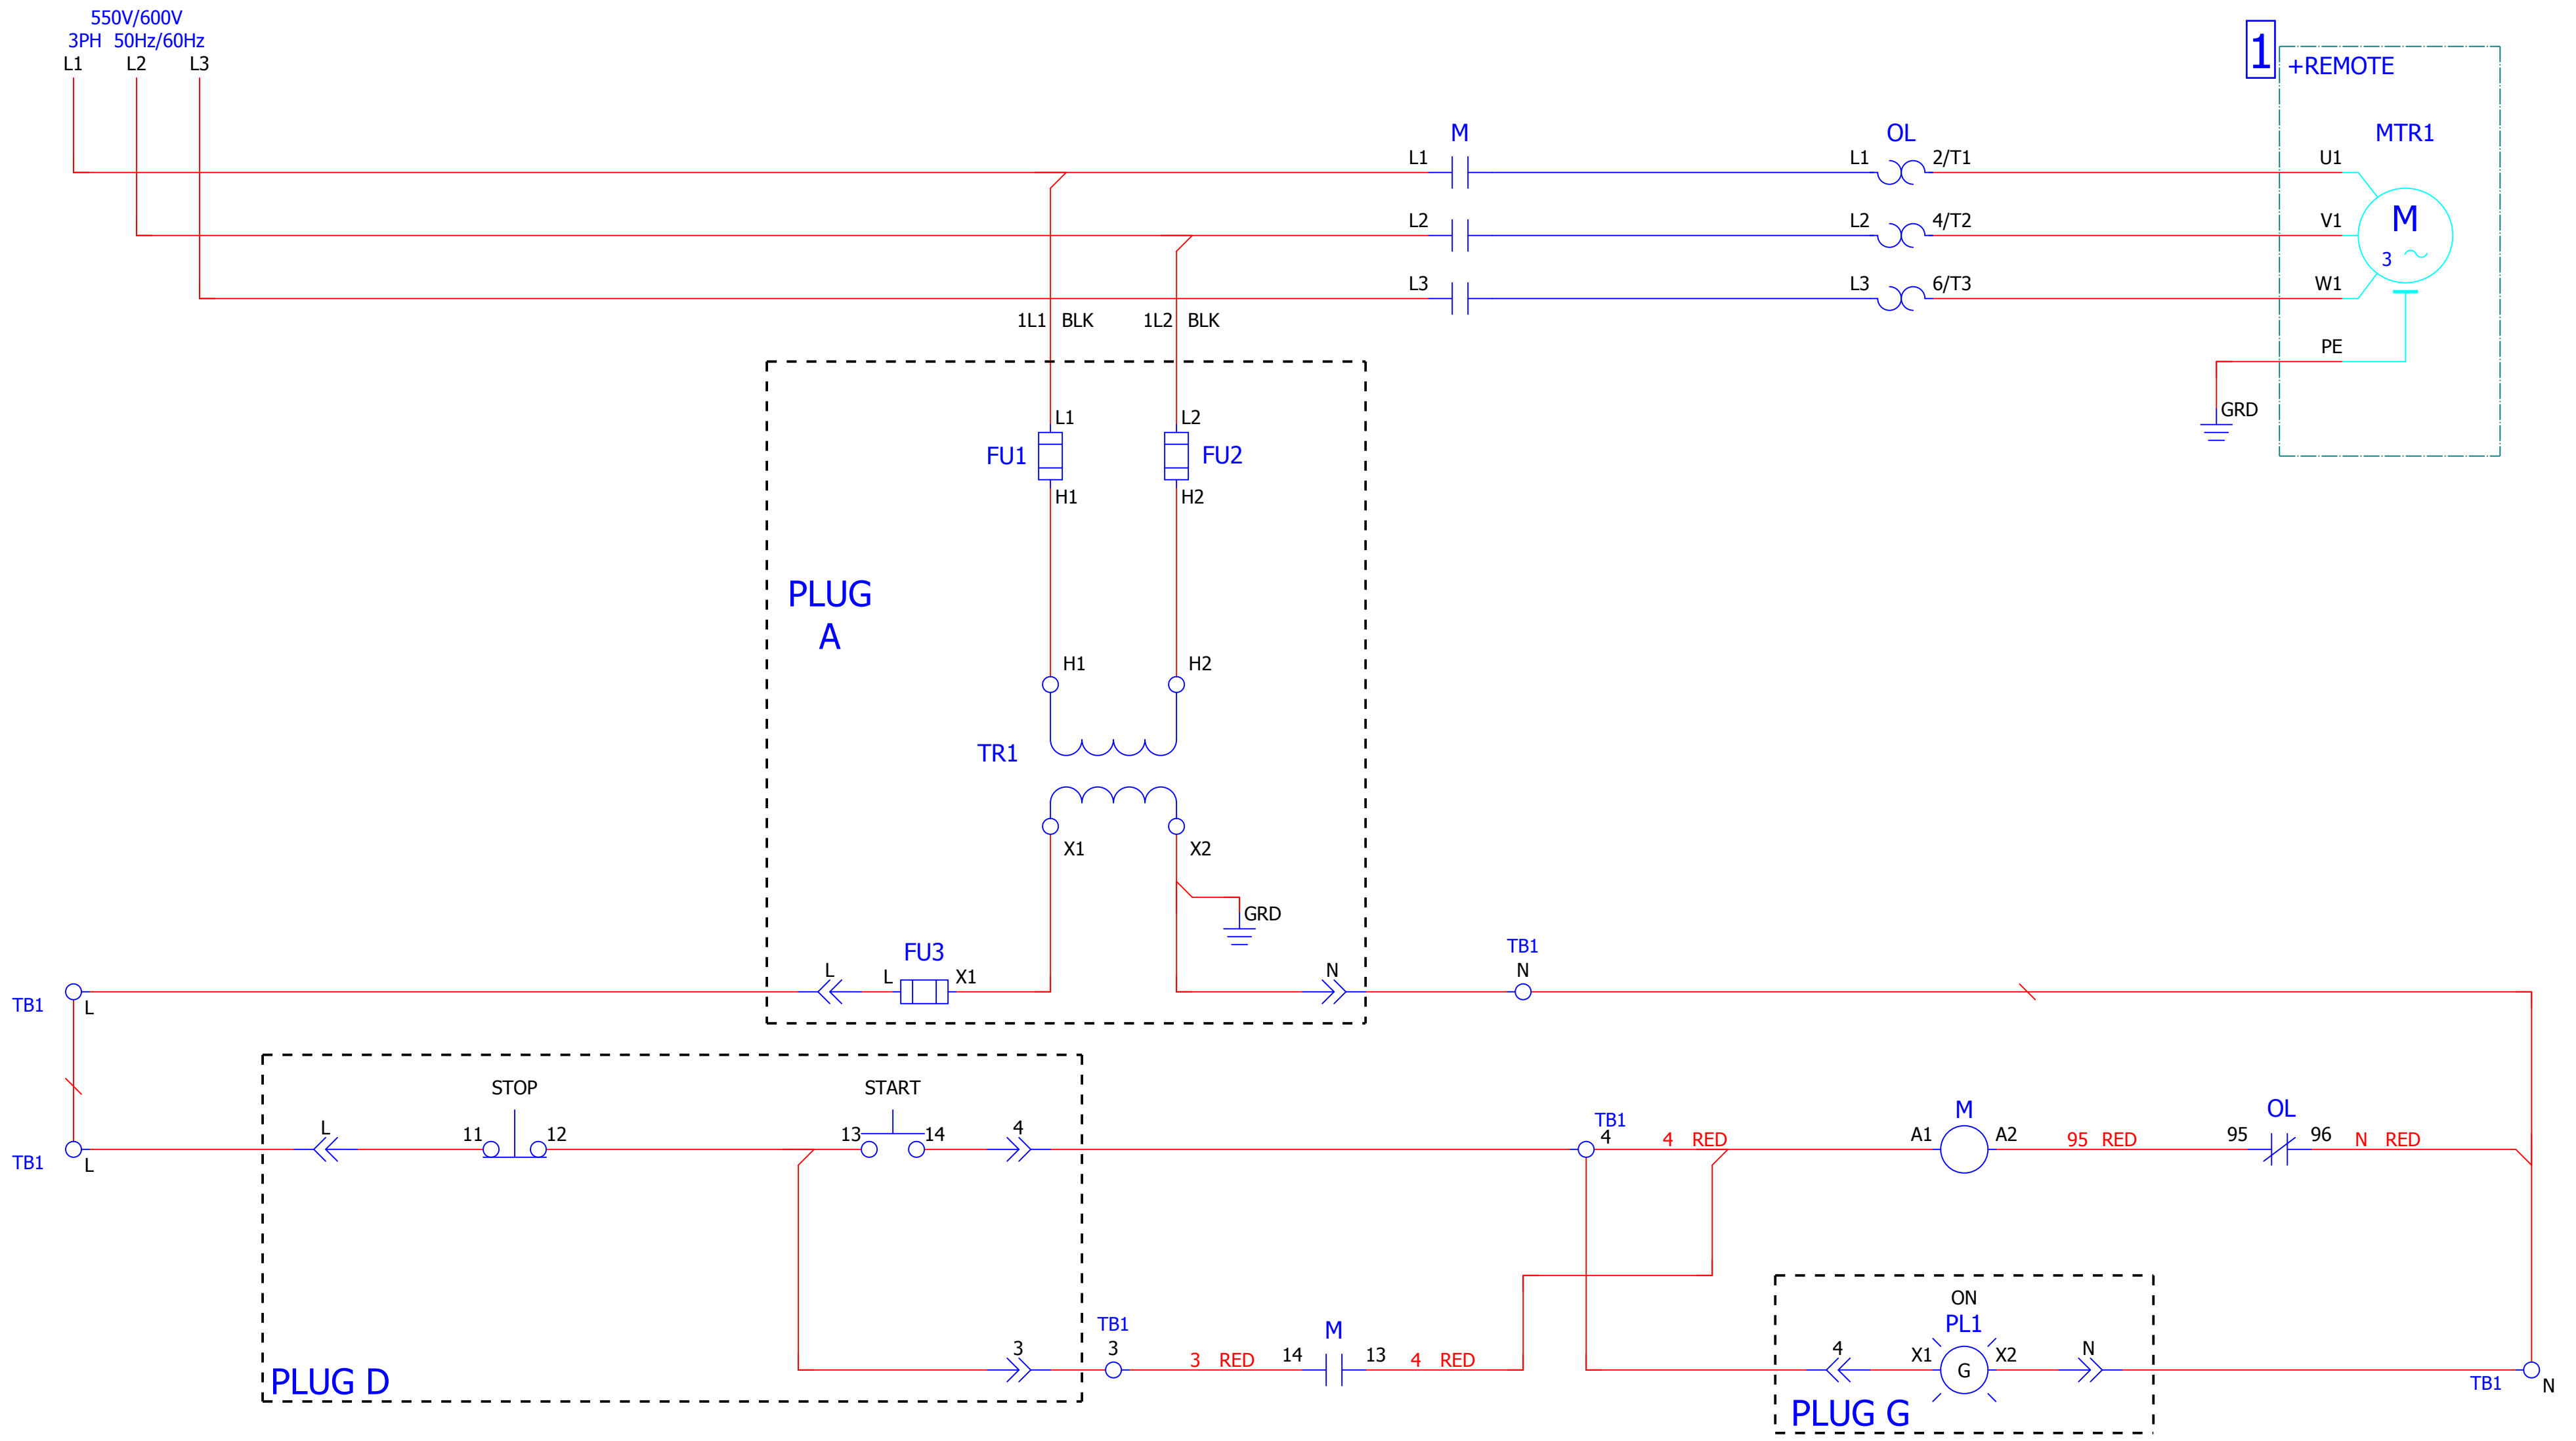 550V/600V
3PH 50Hz/60Hz
L1 L2 L3
1
+REMOTE
M OL MTR1
L1 L1 2/T1 U1
L2 L2 4/T2 V1
M
3
L3 L3 6/T3 W1
1L1 BLK 1L2 BLK
PE
GRD
L1 L2
FU1 FU2
H1 H2
PLUG
A
H1 H2
TR1
X1 X2
GRD
FU3 TB1
L L X1 N N
TB1 L
STOP START M OL
L 11 12 13 14 4 TB1 4 4 RED A1 A2 95 RED 95 96 N RED
TB1 L
ON
TB1 M PL1
3 3 3 RED 14 13 4 RED 4 X1 G X2 N
PLUG D TB1 N
PLUG G